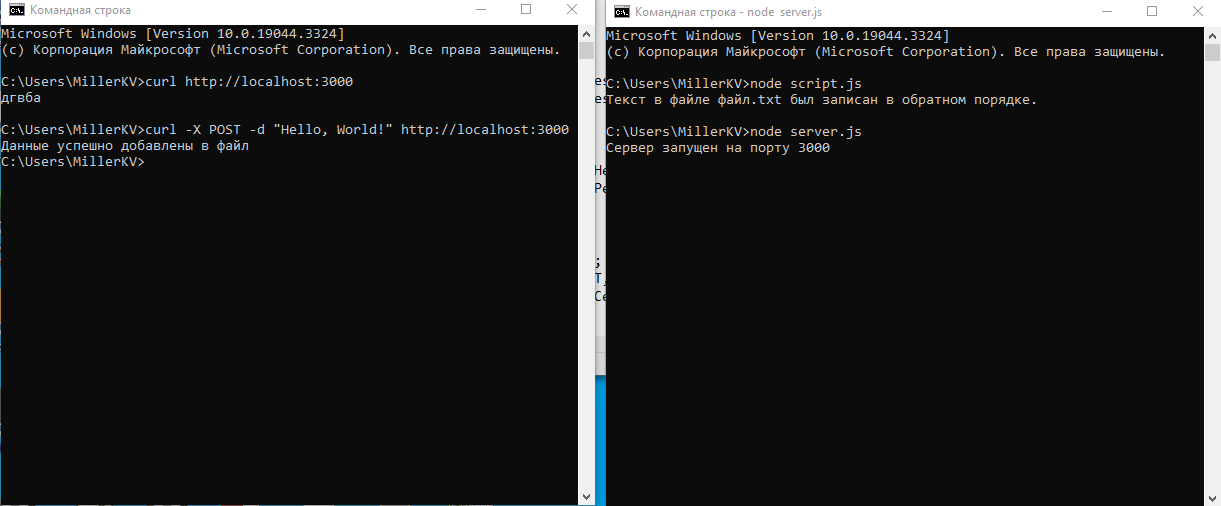 Командная строка
Microsoft Windows [Version 10.0.19044.3324]
(c) Корпорация Майкрософт (Microsoft Corporation). Все права защищены.
C:\Users\MillerKV>curl http://localhost:3000
дгвба
C:\Users\MillerKV>curl -X POST -d "Hello, World!" http://localhost:3000
Данные успешно добавлены в файл
C:\Users\MillerKV>
Командная строка - node server.js
Microsoft Windows [Version 10.0.19044.3324]
(c) Корпорация Майкрософт (Microsoft Corporation). Все права защищены.
C:\Users\MillerKV>node script.js
Текст в файле файл.txt был записан в обратном порядке.
C:\Users\MillerKV>node server.js
Сервер запущен на порту 3000